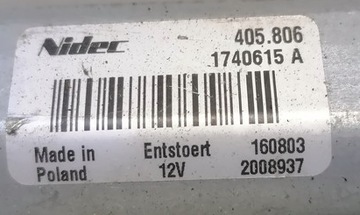 Nidec 405.806
1740615 A
Made in Entstoert 160803
Poland 12V 2008937